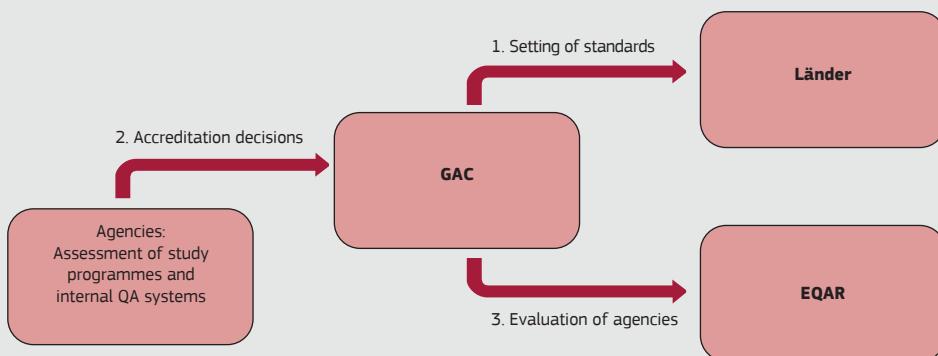 1. Setting of standards
Länder
2. Accreditation decisions
GAC
Agencies:
Assessment of study
programmes and
internal QA systems
3. Evaluation of agencies
EQAR